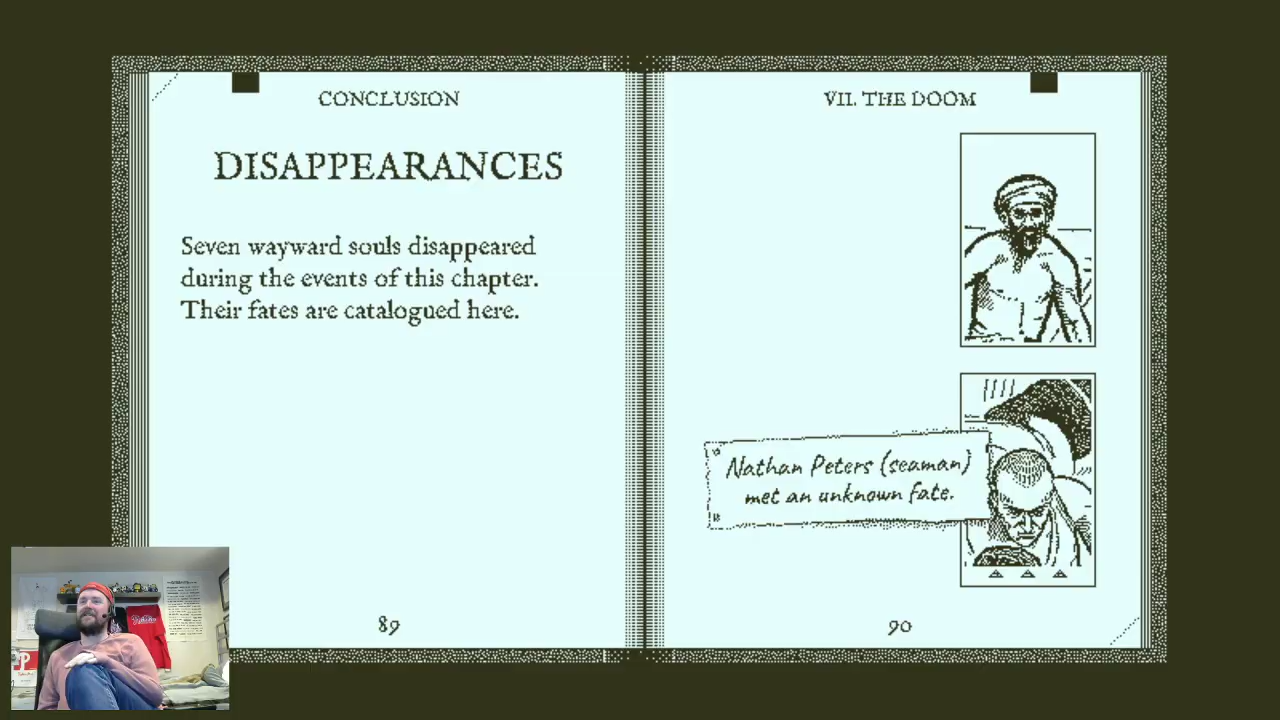 CONCLUSION
DISAPPEARANCES
Seven wayward souls disappeared
during the events of this chapter.
Their fates are catalogued here.
89
VII. THE DOOM
Nathan Peters (seaman)
met an unknown fate.
90
Phillies
P